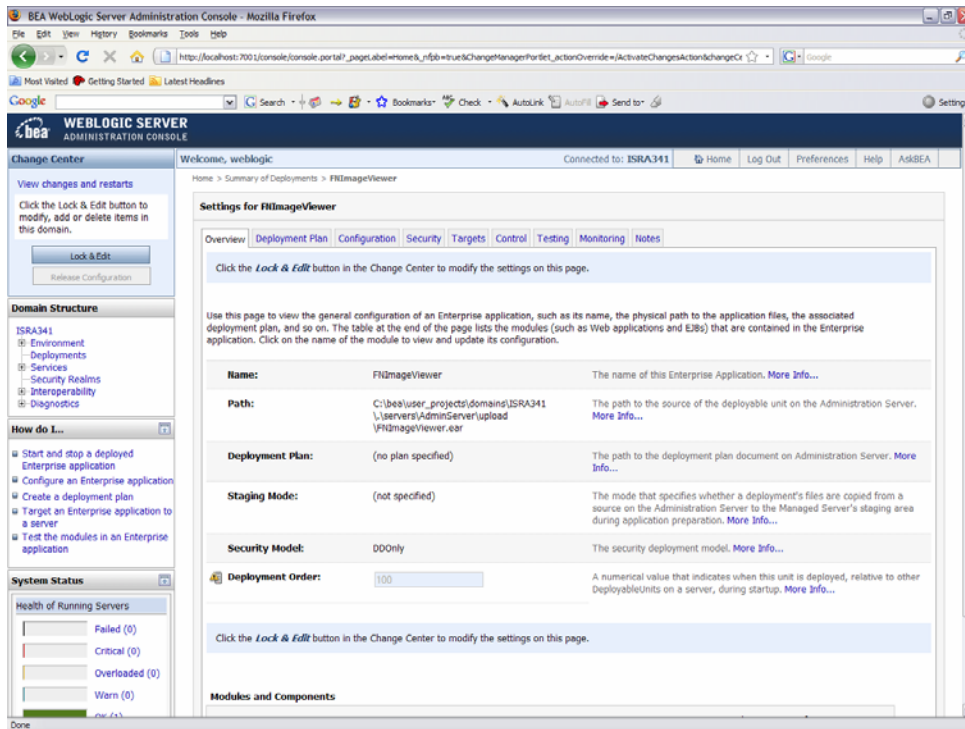 BEA WebLogic Server Administration Console - Mozilla Firefox
File Edit View History Bookmarks Tools Help
http://localhost:7001/console/console.portal?_pageLabel=Home&_nfpb=true&ChangeManagerPortlet_actionOverride=/ActivateChangesAction&changeCe
Google
Most Visited Getting Started Latest Headlines
Google Search Bookmarks Check AutoLink AutoFill Send to Setting
bea WEBLOGIC SERVER
ADMINISTRATION CONSOLE
Change Center
View changes and restarts
Click the Lock & Edit button to
modify, add or delete items in
this domain.
Lock & Edit
Release Configuration
Domain Structure
ISRA341
Environment
Deployments
Services
Security Realms
Interoperability
Diagnostics
How do I...
Start and stop a deployed
Enterprise application
Configure an Enterprise application
Create a deployment plan
Target an Enterprise application to
a server
Test the modules in an Enterprise
application
System Status
Health of Running Servers
Failed (0)
Critical (0)
Overloaded (0)
Warn (0)
OK (1)
Welcome, weblogic
Connected to: ISRA341 Home Log Out Preferences Help AskBEA
Home > Summary of Deployments > FNImageViewer
Settings for FNImageViewer
Overview Deployment Plan Configuration Security Targets Control Testing Monitoring Notes
Click the Lock & Edit button in the Change Center to modify the settings on this page.
Use this page to view the general configuration of an Enterprise application, such as its name, the physical path to the application files, the associated
deployment plan, and so on. The table at the end of the page lists the modules (such as Web applications and EJBs) that are contained in the Enterprise
application. Click on the name of the module to view and update its configuration.
Name: FNImageViewer The name of this Enterprise Application. More Info...
Path: C:\bea\user_projects\domains\ISRA341
\.\servers\AdminServer\upload
\FNImageViewer.ear
The path to the source of the deployable unit on the Administration Server.
More Info...
Deployment Plan: (no plan specified) The path to the deployment plan document on Administration Server. More
Info...
Staging Mode: (not specified) The mode that specifies whether a deployment's files are copied from a
source on the Administration Server to the Managed Server's staging area
during application preparation. More Info...
Security Model: DDOnly The security deployment model. More Info...
Deployment Order: 100 A numerical value that indicates when this unit is deployed, relative to other
DeployableUnits on a server, during startup. More Info...
Click the Lock & Edit button in the Change Center to modify the settings on this page.
Modules and Components
Done